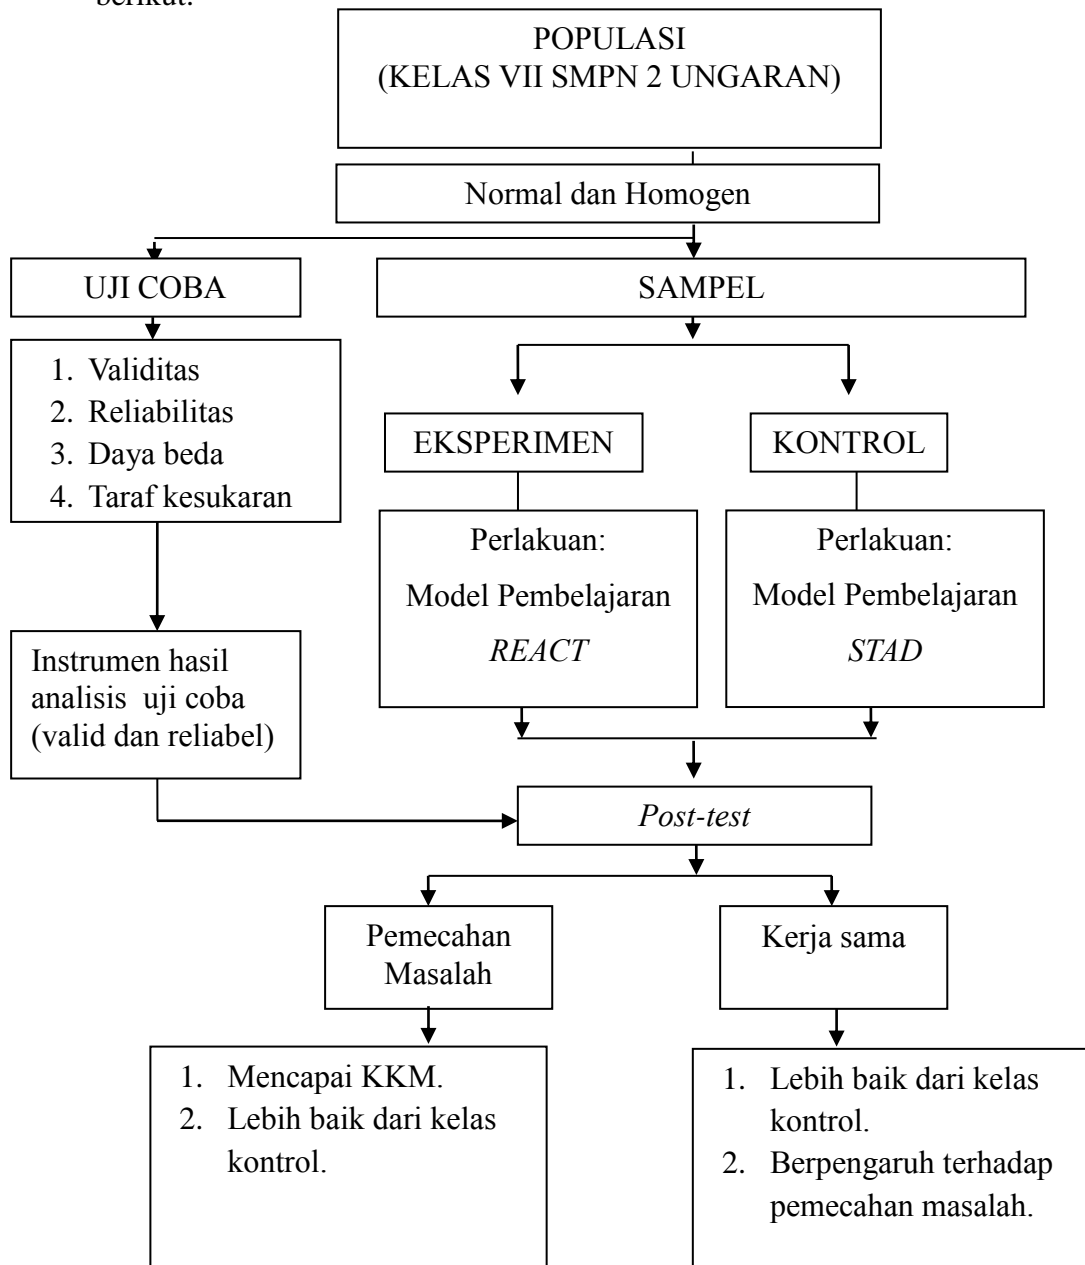 berikut:
POPULASI
(KELAS VII SMPN 2 UNGARAN)
Normal dan Homogen
UJI COBA
SAMPEL
1. Validitas
2. Reliabilitas
3. Daya beda
4. Taraf kesukaran
EKSPERIMEN
KONTROL
Perlakuan:
Model Pembelajaran
REACT
Perlakuan:
Model Pembelajaran
STAD
Instrumen hasil
analisis uji coba
(valid dan reliabel)
Post-test
Pemecahan
Masalah
Kerja sama
1. Mencapai KKM.
2. Lebih baik dari kelas
kontrol.
1. Lebih baik dari kelas
kontrol.
2. Berpengaruh terhadap
pemecahan masalah.